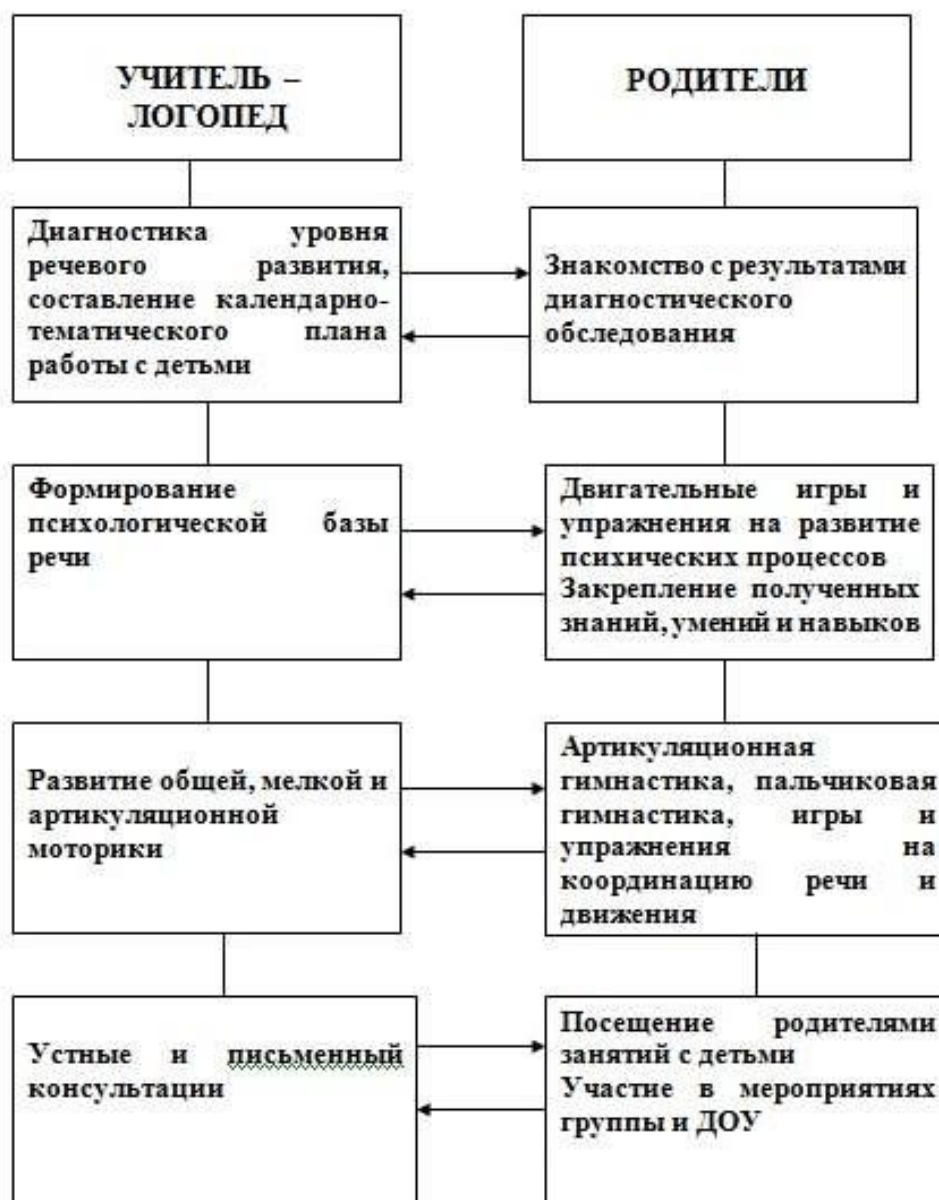 УЧИТЕЛЬ –
ЛОГОПЕД
РОДИТЕЛИ
Диагностика уровня
речевого развития,
составление календарно-
тематического плана
работы с детьми
Знакомство с результатами
диагностического
обследования
Формирование
психологической базы
речи
Двигательные игры и
упражнения на развитие
психических процессов
Закрепление полученных
знаний, умений и навыков
Развитие общей, мелкой и
артикуляционной
моторики
Артикуляционная
гимнастика, пальчиковая
гимнастика, игры и
упражнения на
координацию речи и
движения
Устные и письменный
консультации
Посещение родителями
занятий с детьми
Участие в мероприятиях
группы и ДОУ